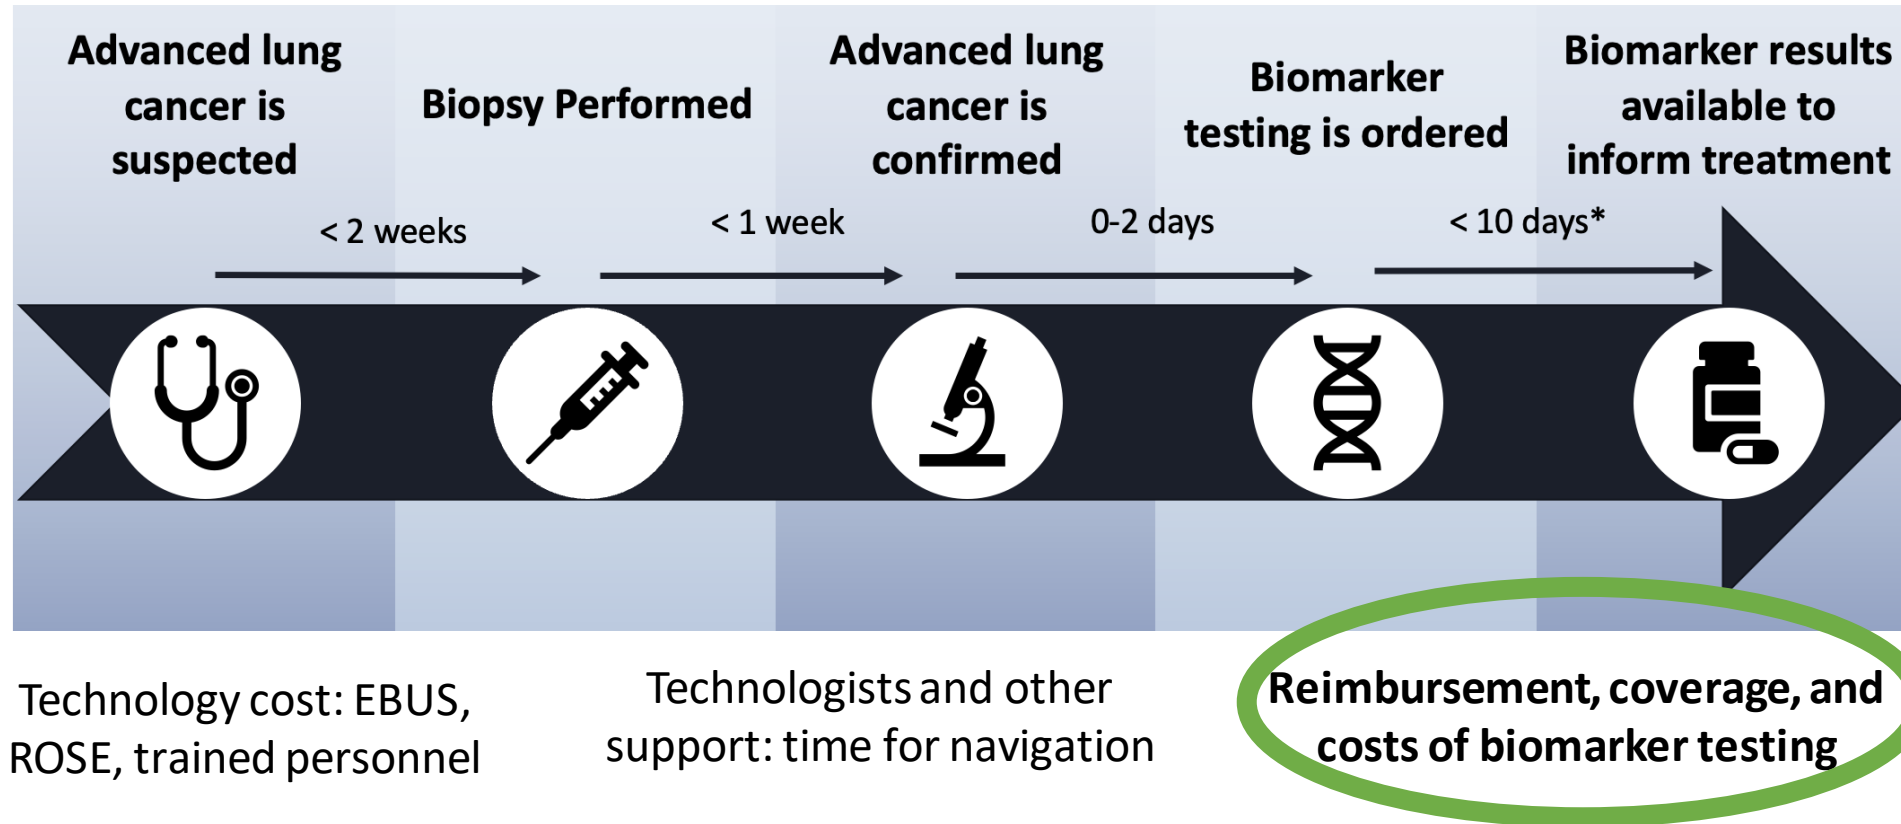 Advanced lung
cancer is
suspected
Biopsy Performed
Advanced lung
cancer is
confirmed
Biomarker
testing is ordered
Biomarker results
available to
inform treatment
< 2 weeks
< 1 week
0-2 days
< 10 days*
Technology cost: EBUS,
ROSE, trained personnel
Technologists and other
support: time for navigation
Reimbursement, coverage, and
costs of biomarker testing